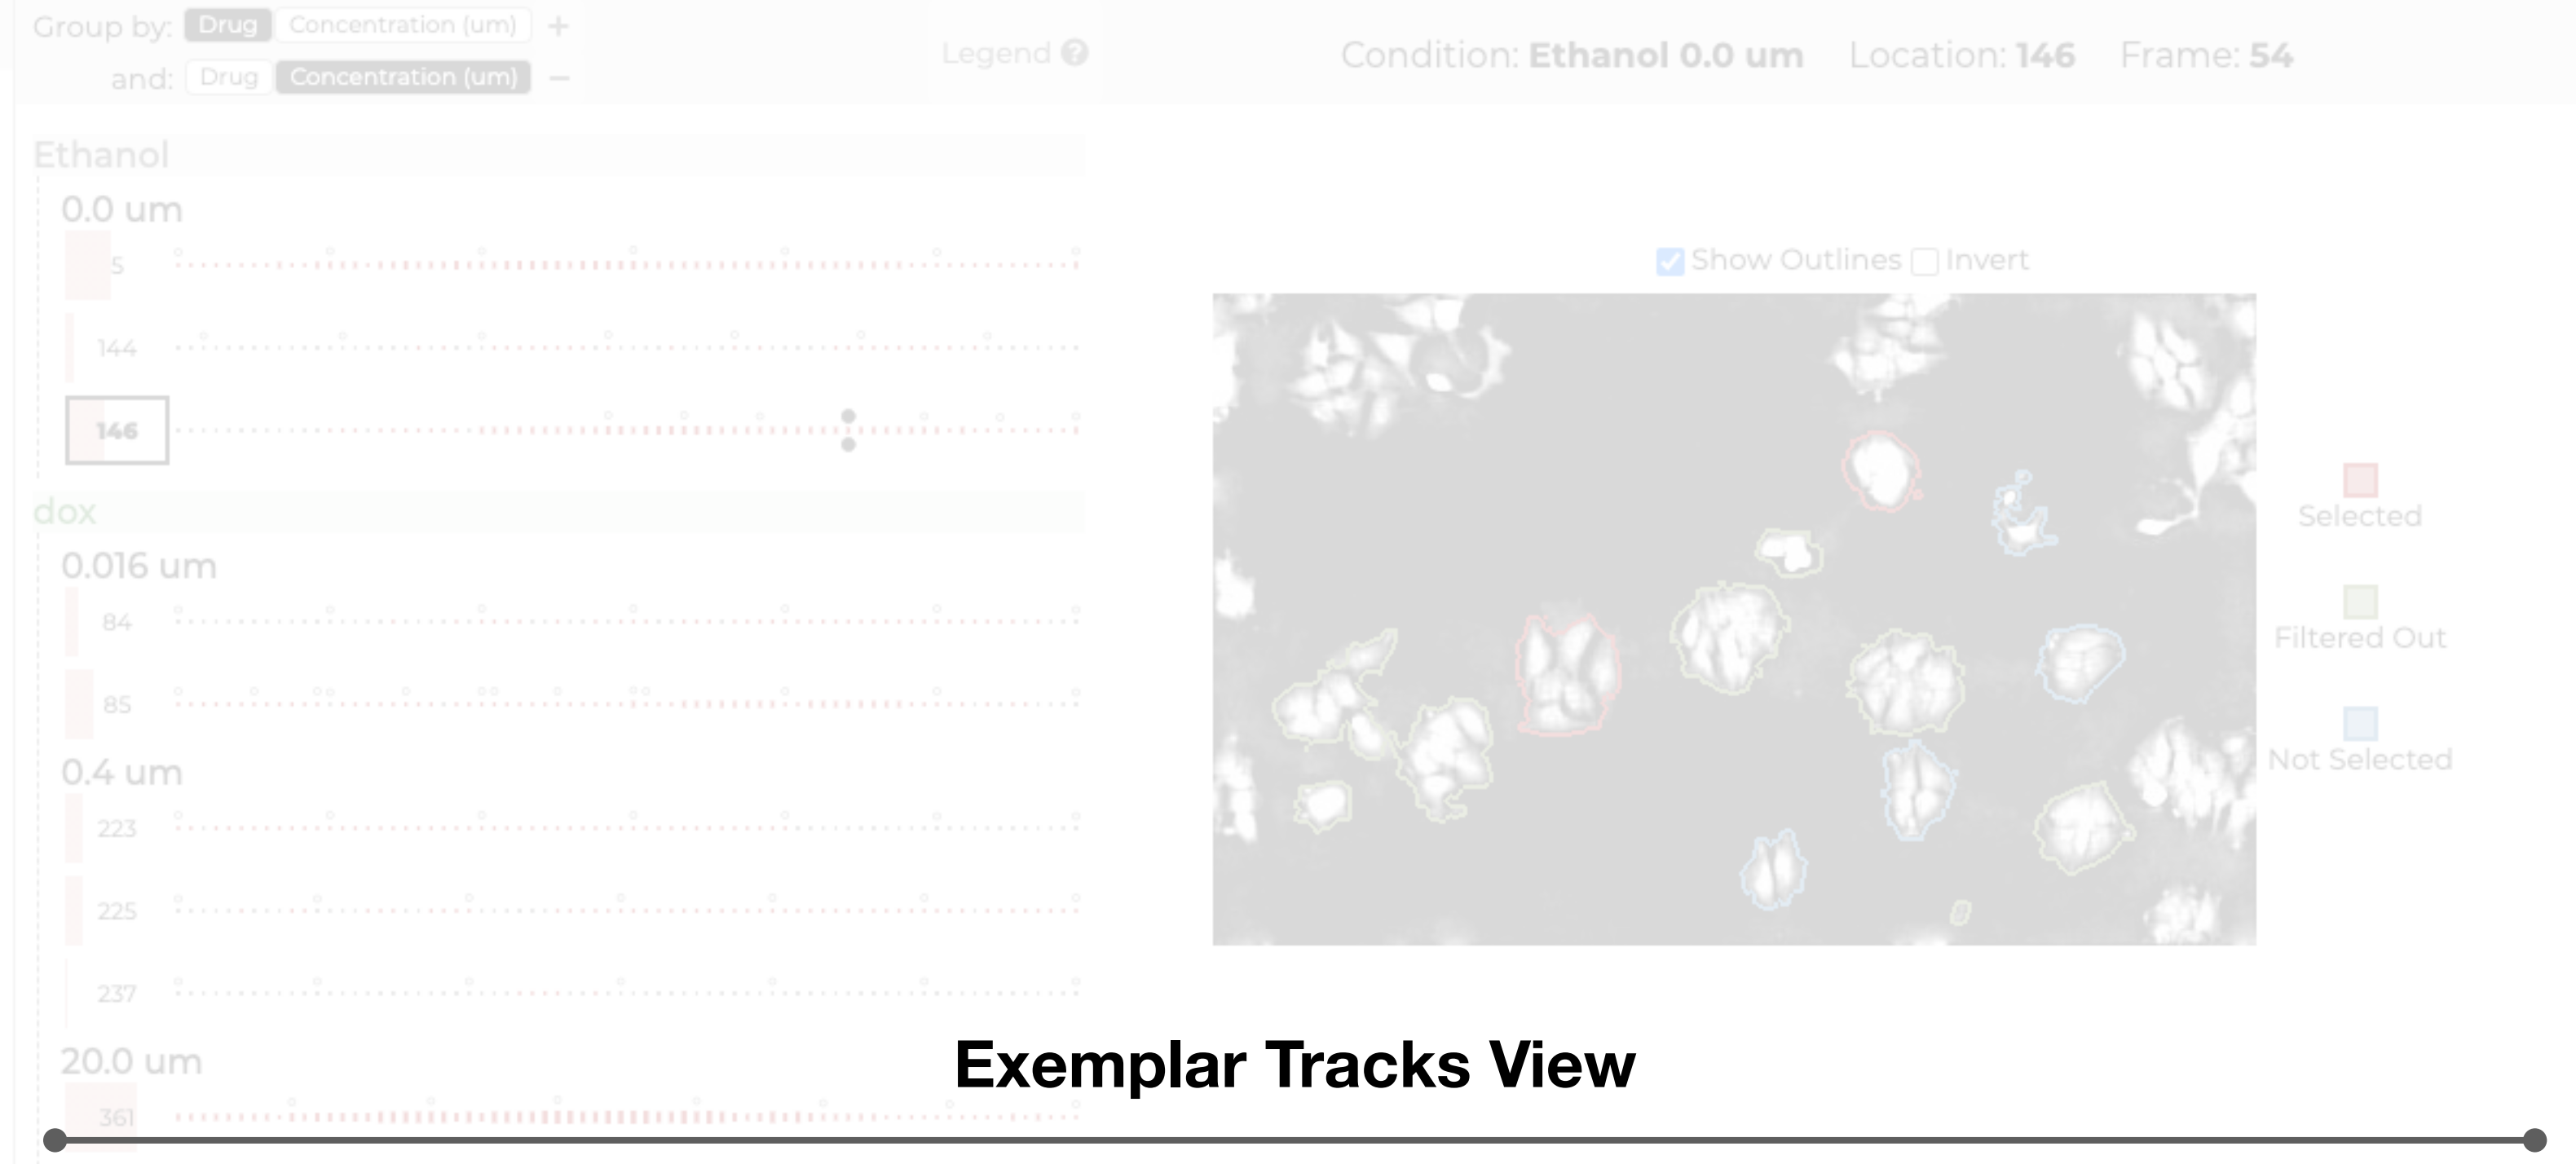 Group by: Drug Concentration (um) +
and: Drug Concentration (um) −
Legend ?
Condition: Ethanol 0.0 um Location: 146 Frame: 54
Ethanol
0.0 um
5
144
146
dox
0.016 um
84
85
0.4 um
223
225
237
20.0 um
361
Show Outlines Invert
Selected
Filtered Out
Not Selected
Exemplar Tracks View